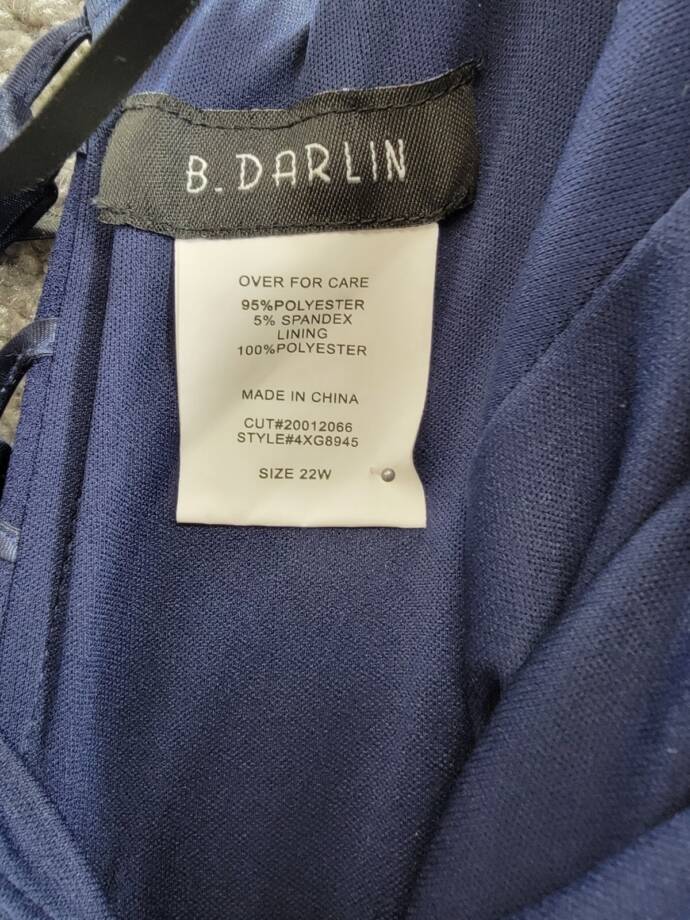 B. DARLIN
OVER FOR CARE
95%POLYESTER
5% SPANDEX
LINING
100%POLYESTER
MADE IN CHINA
CUT#20012066
STYLE#4XG8945
SIZE 22W